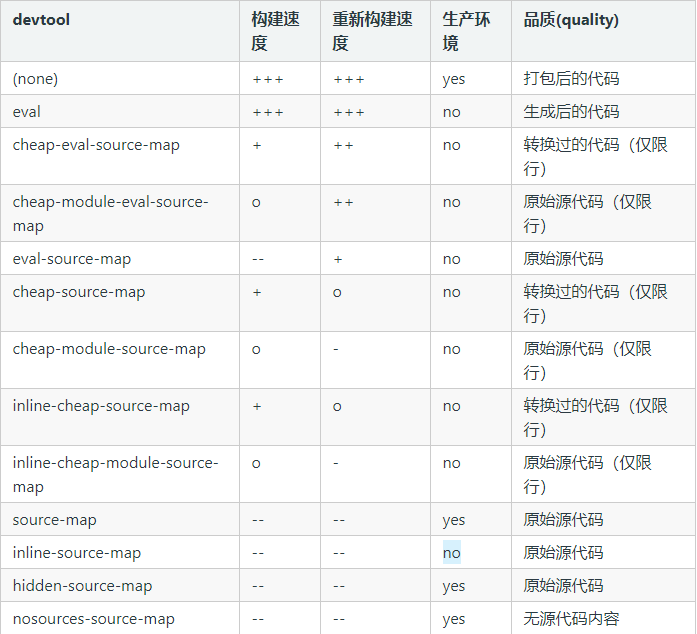 devtool 构建速 重新构建速 生产环 品质(quality)
度 度 境
(none) +++ +++ yes 打包后的代码
eval +++ +++ no 生成后的代码
cheap-eval-source-map + ++ no 转换过的代码（仅限
行）
cheap-module-eval-source- o ++ no 原始源代码（仅限
map 行）
eval-source-map -- + no 原始源代码
cheap-source-map + o no 转换过的代码（仅限
行）
cheap-module-source-map o - no 原始源代码（仅限
行）
inline-cheap-source-map + o no 转换过的代码（仅限
行）
inline-cheap-module-source- o - no 原始源代码（仅限
map 行）
source-map -- -- yes 原始源代码
inline-source-map -- -- no 原始源代码
hidden-source-map -- -- yes 原始源代码
nosources-source-map -- -- yes 无源代码内容